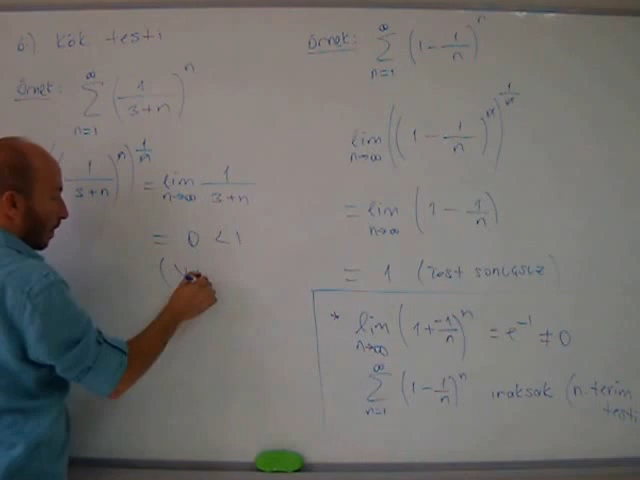 6) Kök testi
Örnek: ∞ Σ n=1 (1/(3+n))^n
((1/(3+n))^n)^(1/n) = lim n→∞ 1/(3+n)
= 0 < 1
(y
Örnek: ∞ Σ n=1 (1 - 1/n)^n
lim n→∞ ((1 - 1/n)^n)^(1/n)
= lim n→∞ (1 - 1/n)
= 1 (Test sonuçsuz)
* lim n→∞ (1 + -1/n)^n = e^-1 ≠ 0
∞ Σ n=1 (1 - 1/n)^n ıraksak (n. terim
testi